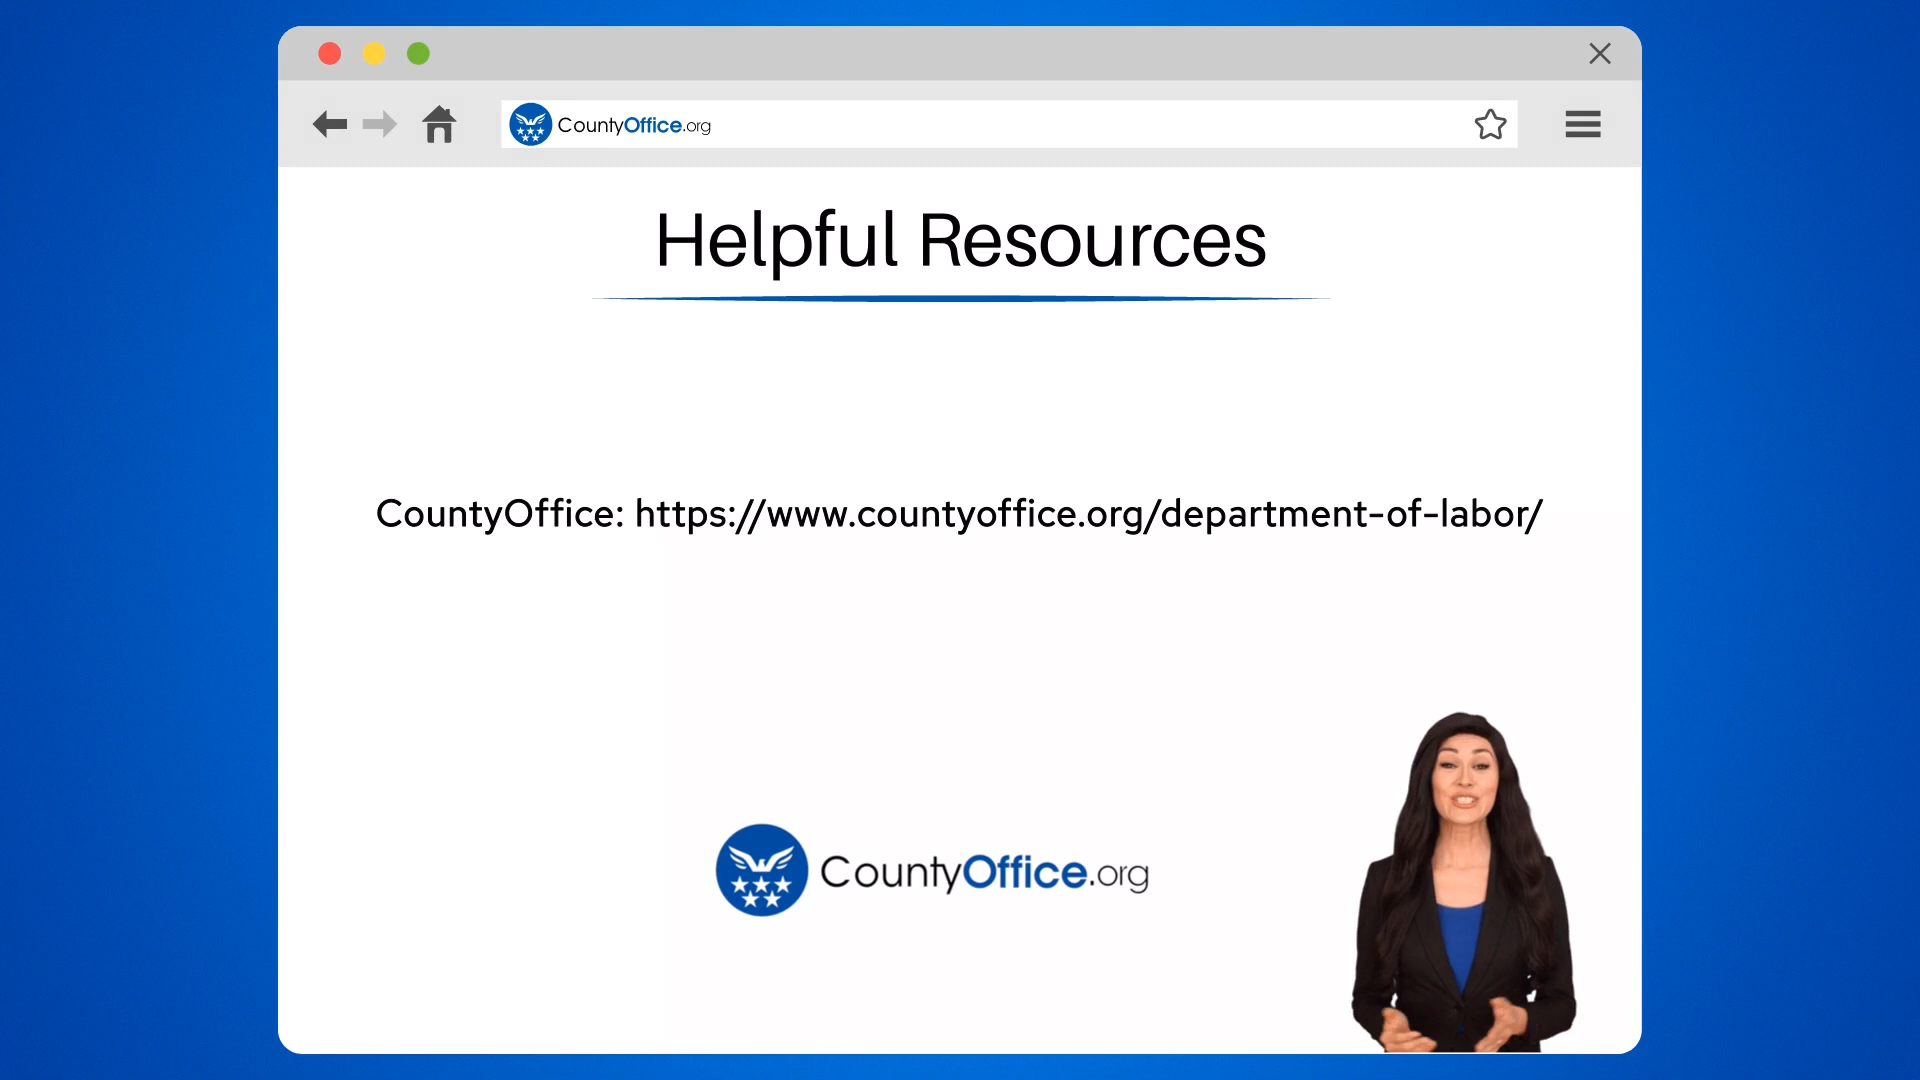 CountyOffice.org
Helpful Resources
CountyOffice: https://www.countyoffice.org/department-of-labor/
CountyOffice.org